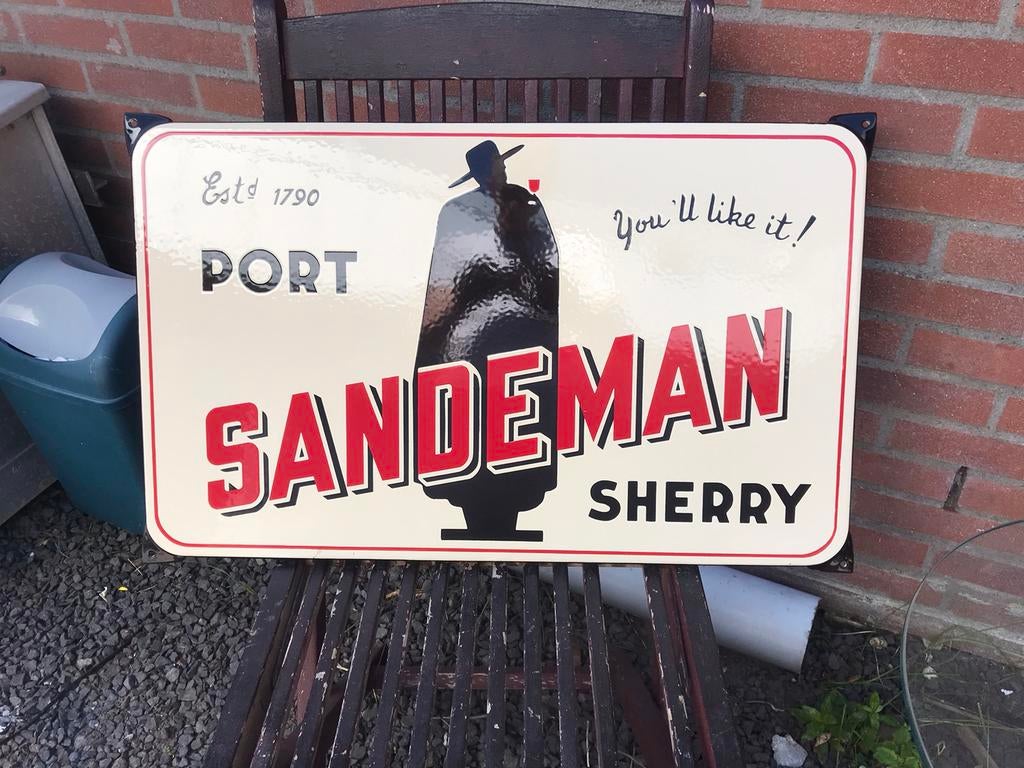 Estd 1790
You'll like it!
PORT
SANDEMAN
SHERRY